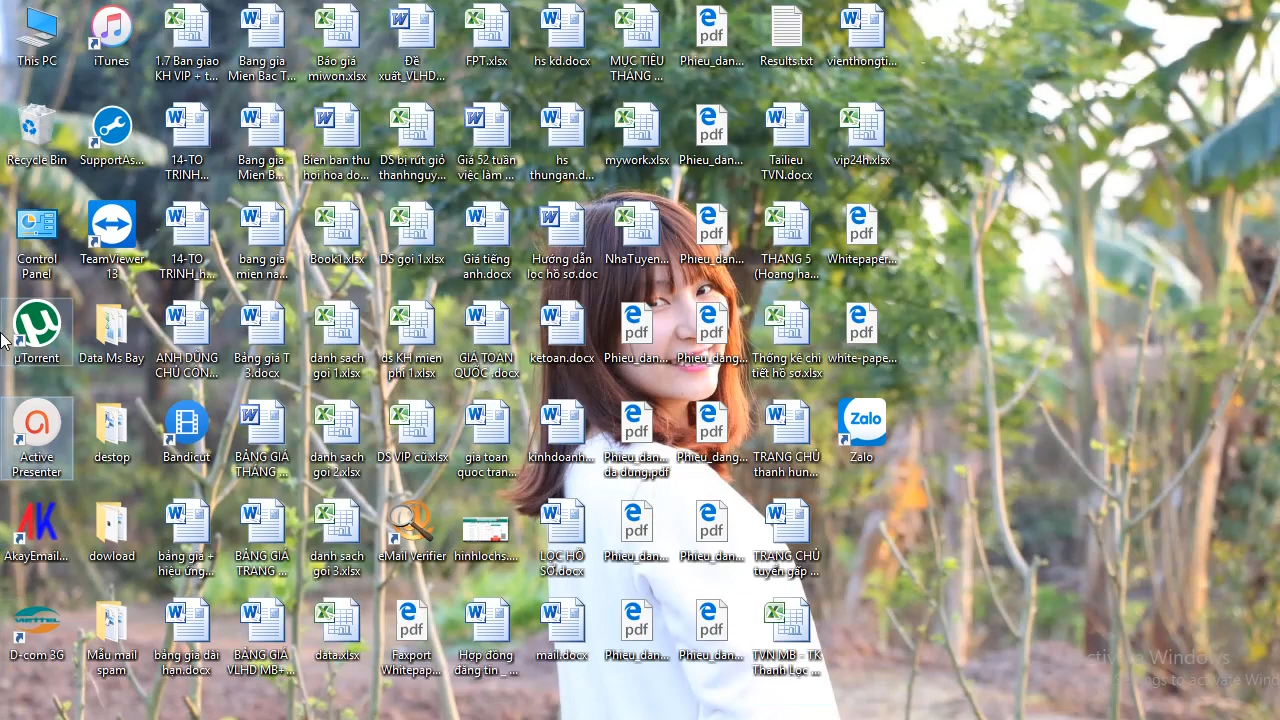 This PC
iTunes
1.7 Ban giao
KH VIP + t...
Bang gia
Mien Bac T...
Báo giá
miwon.xlsx
Đề
xuất_VLHD...
FPT.xlsx
hs kd.docx
MỤC TIÊU
THÁNG ...
Phieu_dan...
Results.txt
vienthongti...
Recycle Bin
SupportAs...
14-TO
TRINH...
Bang gia
Mien B...
Biên bản thu
hồi hóa đo...
DS bị rút giỏ
thanhnguy...
Giá 52 tuần
việc làm ...
hs
thungan.d...
mywork.xlsx
Phieu_dan...
Tailieu
TVN.docx
vip24h.xlsx
Control
Panel
TeamViewer
13
14-TO
TRINH_h...
bang gia
mien na...
Book1.xlsx
DS gọi 1.xlsx
Giá tiếng
anh.docx
Hướng dẫn
lọc hồ sơ.doc
NhaTuyen...
Phieu_dan...
THANG 5
(Hoang ha...
Whitepaper...
µTorrent
Data Ms Bay
ANH DŨNG
CHỦ CÔN...
Bảng giá T
3.docx
danh sach
goi 1.xlsx
ds KH mien
phi 1.xlsx
GIÁ TOÀN
QUỐC .docx
ketoan.docx
Phieu_dan...
Phieu_dang...
Thống kê chi
tiết hồ sơ.xlsx
white-pape...
Active
Presenter
destop
Bandicut
BẢNG GIÁ
THÁNG ...
danh sach
goi 2.xlsx
DS VIP cũ.xlsx
gia toan
quoc tran...
kinhdoanh...
Phieu_dan...
da dung.pdf
Phieu_dang...
TRANG CHỦ
thanh hun...
Zalo
AkayEmail...
dowload
bảng giá +
hiệu ứng...
BẢNG GIÁ
TRANG ...
danh sach
goi 3.xlsx
eMail Verifier
hinhlochs....
LỌC HỒ
SƠ.docx
Phieu_dan...
Phieu_dan...
TRANG CHỦ
tuyển gấp ...
D-com 3G
Mẫu mail
spam
bảng giá dài
hạn.docx
BẢNG GIÁ
VLHD MB+...
data.xlsx
Faxport
Whitepap...
Hợp đồng
đăng tin _ ...
mail.docx
Phieu_dan...
Phieu_dan...
TVN MB - TK
Thanh Lọc ...